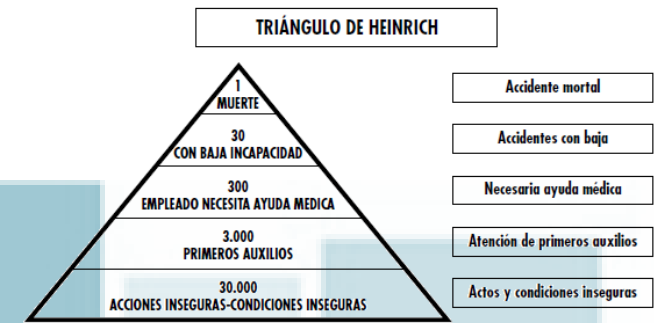 TRIÁNGULO DE HEINRICH
1
MUERTE
Accidente mortal
30
CON BAJA INCAPACIDAD
Accidentes con baja
300
EMPLEADO NECESITA AYUDA MEDICA
Necesaria ayuda médica
3.000
PRIMEROS AUXILIOS
Atención de primeros auxilios
30.000
ACCIONES INSEGURAS-CONDICIONES INSEGURAS
Actos y condiciones inseguras